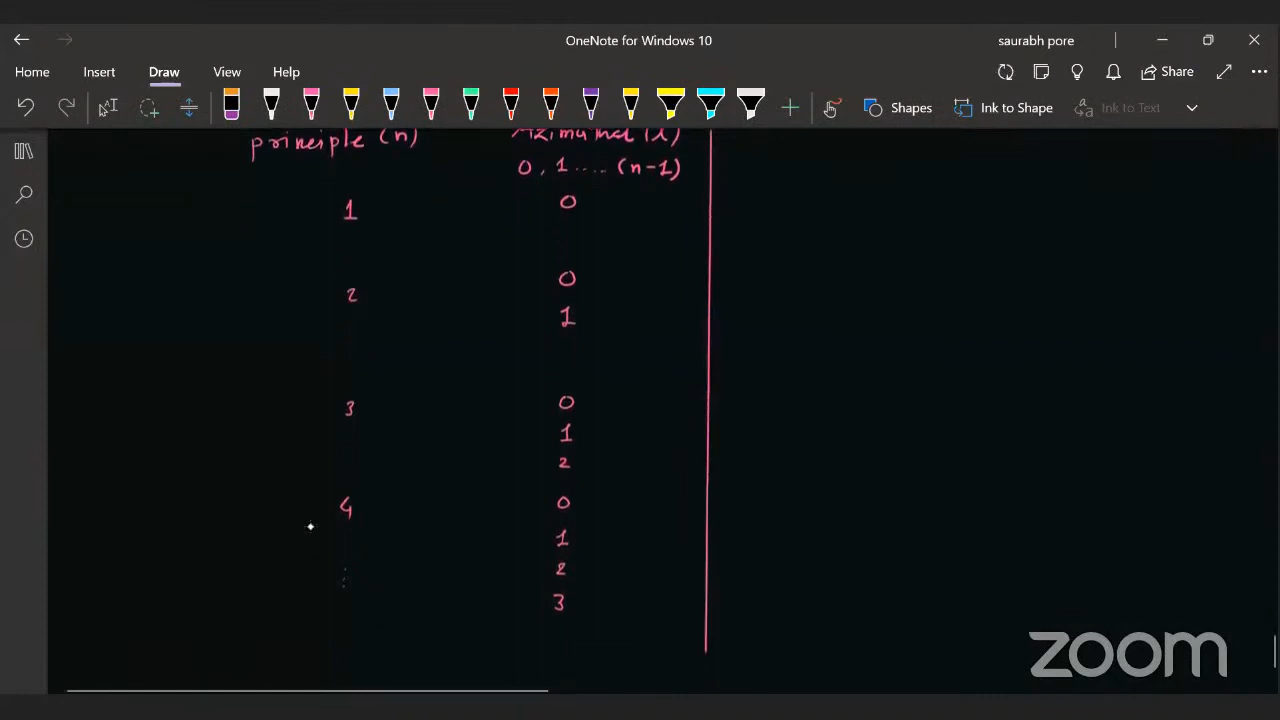 OneNote for Windows 10
saurabh pore
Home Insert Draw View Help
Share
Shapes Ink to Shape Ink to Text
principle (n) Azimuthal (l)
0, 1 .... (n-1)
1 0
2 0
1
3 0
1
2
4 0
1
2
3
zoom